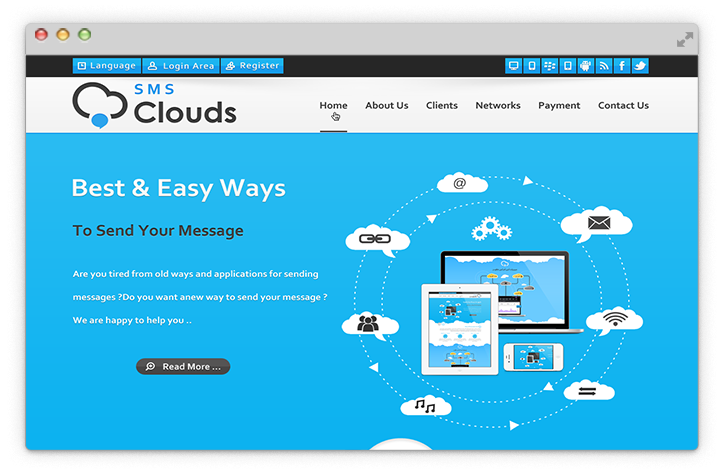 Language
Login Area
Register
SMS
Clouds
Home
About Us
Clients
Networks
Payment
Contact Us
Best & Easy Ways
To Send Your Message
Are you tired from old ways and applications for sending
messages ?Do you want anew way to send your message ?
We are happy to help you ..
Read More ...
@